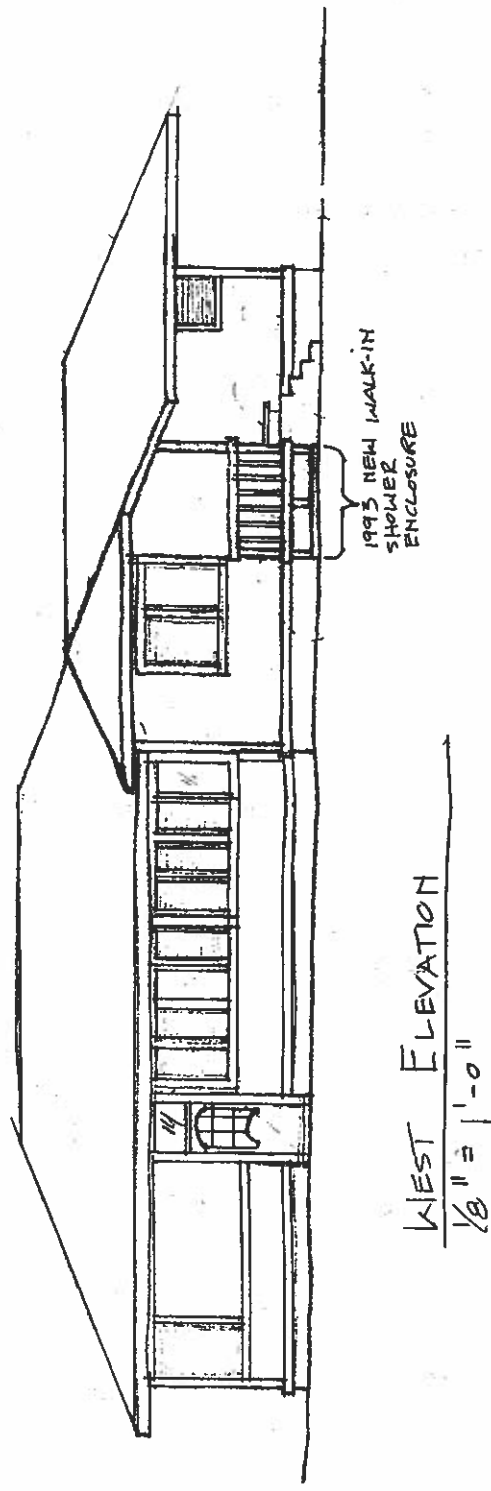 1993 NEW WALK-IN
SHOWER
ENCLOSURE
WEST ELEVATION
1/8" = 1'-0"